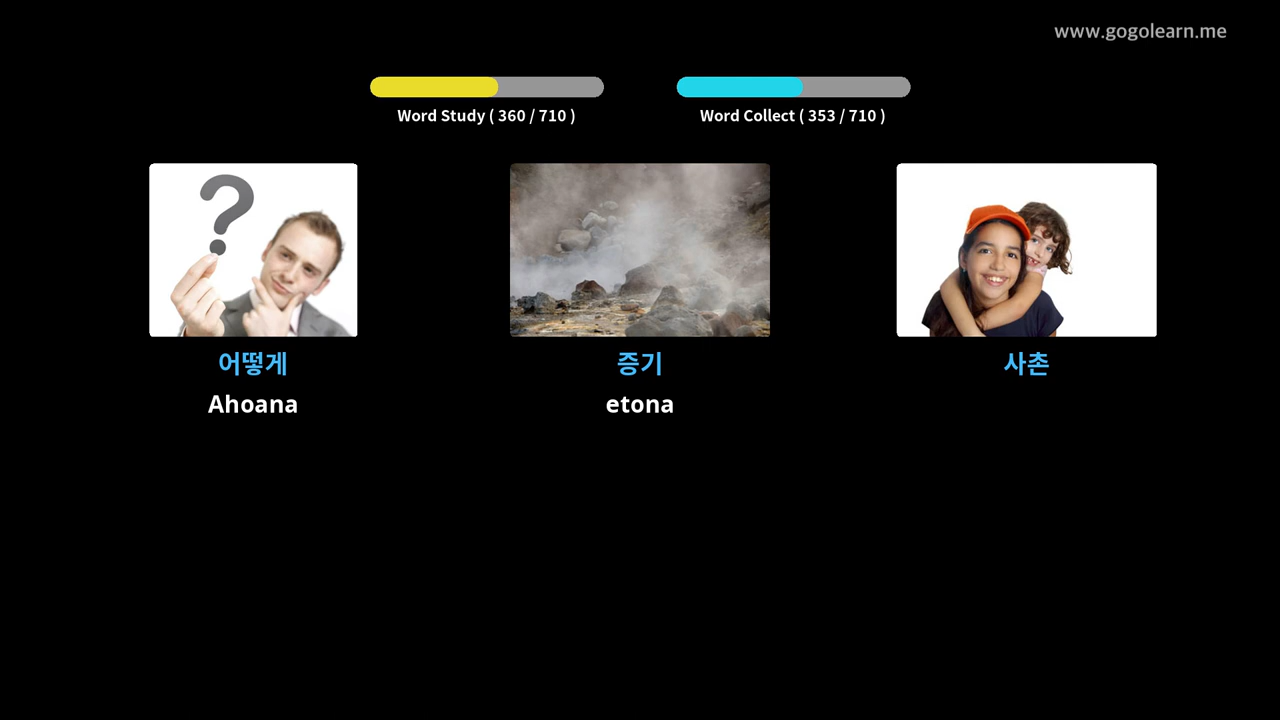 www.gogolearn.me
Word Study ( 360 / 710 )
Word Collect ( 353 / 710 )
?
어떻게
증기
사촌
Ahoana
etona